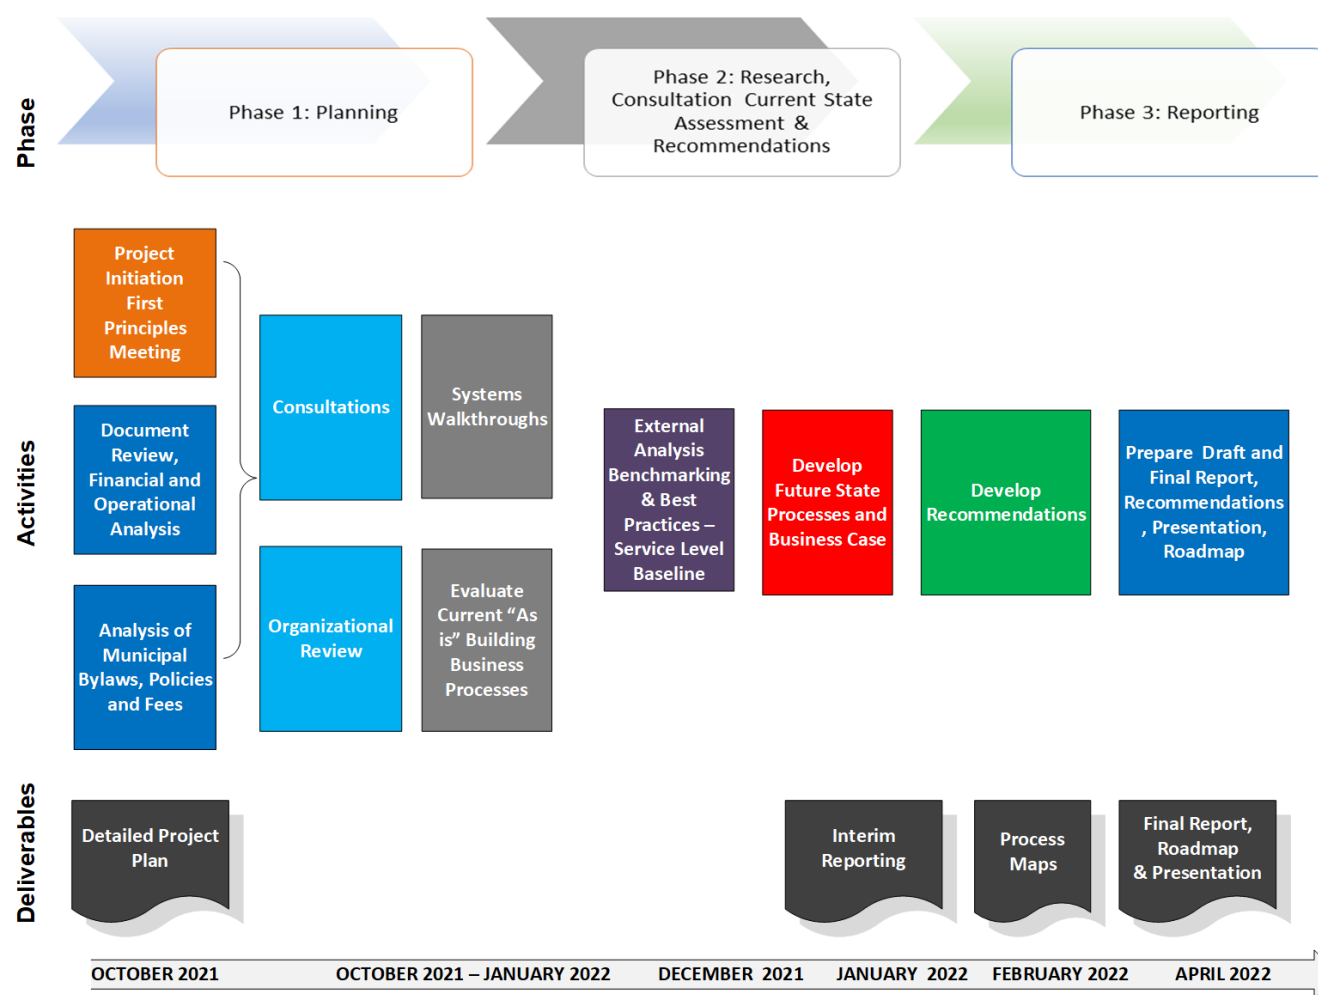 Phase
Phase 1: Planning
Phase 2: Research,
Consultation Current State
Assessment &
Recommendations
Phase 3: Reporting
Activities
Project
Initiation
First
Principles
Meeting
Document
Review,
Financial and
Operational
Analysis
Analysis of
Municipal
Bylaws, Policies
and Fees
Consultations
Organizational
Review
Systems
Walkthroughs
Evaluate
Current “As
is” Building
Business
Processes
External
Analysis
Benchmarking
& Best
Practices –
Service Level
Baseline
Develop
Future State
Processes and
Business Case
Develop
Recommendations
Prepare Draft and
Final Report,
Recommendations
, Presentation,
Roadmap
Deliverables
Detailed Project
Plan
Interim
Reporting
Process
Maps
Final Report,
Roadmap
& Presentation
OCTOBER 2021
OCTOBER 2021 – JANUARY 2022
DECEMBER 2021
JANUARY 2022
FEBRUARY 2022
APRIL 2022